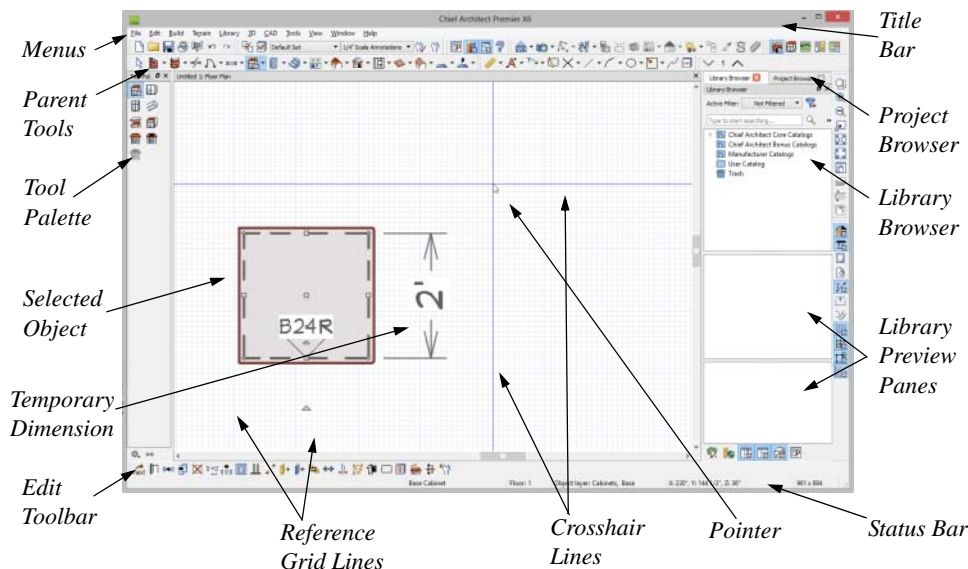 Chief Architect Premier X6
File Edit Build Terrain Library 3D CAD Tools View Window Help
Default Set
1/4" Scale Annotations
Untitled 1: Floor Plan
Library Browser
Project Browser
Library Browser
Active Filter: Not Filtered
Type to start searching...
Chief Architect Core Catalogs
Chief Architect Bonus Catalogs
Manufacturer Catalogs
User Catalog
Trash
B24R
2'
Base Cabinet
Floor: 1
Object layer: Cabinets, Base
Menus
Parent
Tools
Tool
Palette
Selected
Object
Temporary
Dimension
Edit
Toolbar
Reference
Grid Lines
Crosshair
Lines
Pointer
Status Bar
Title
Bar
Project
Browser
Library
Browser
Library
Preview
Panes